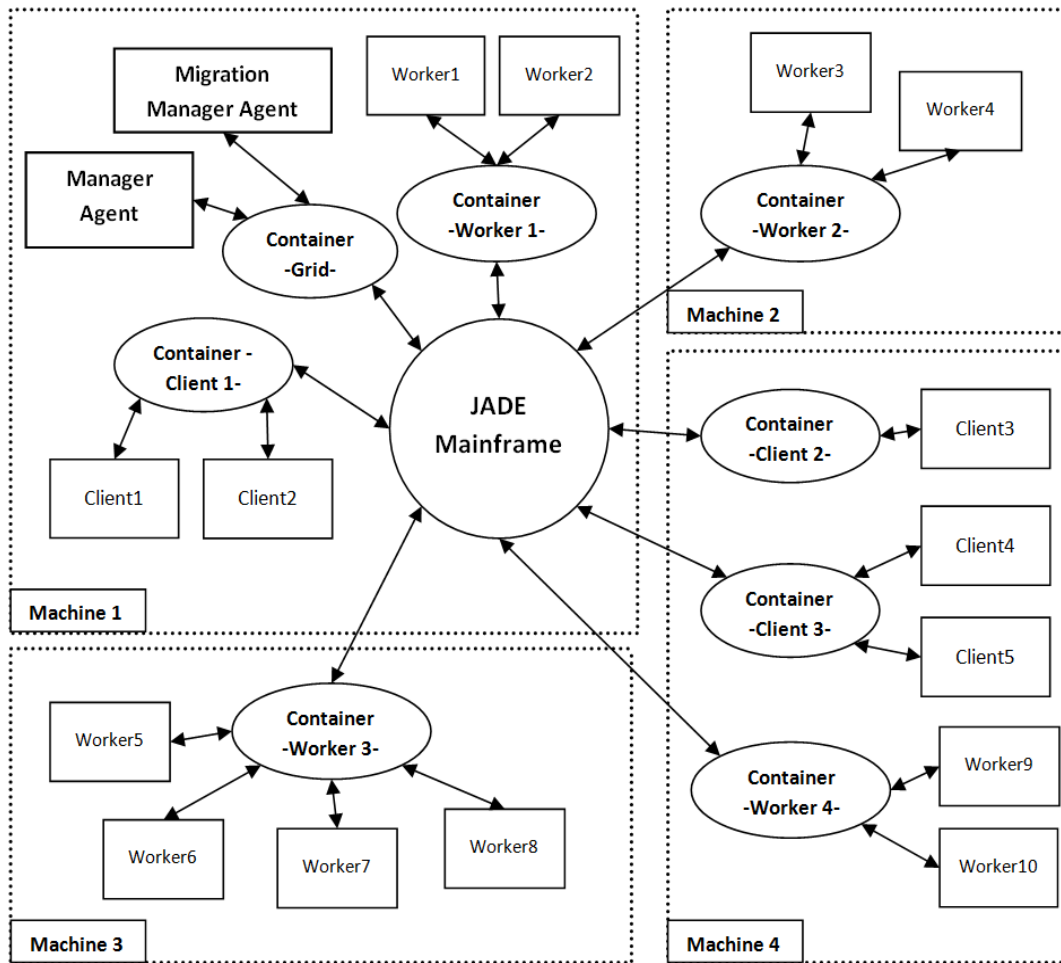 Migration
Manager Agent
Worker1
Worker2
Manager
Agent
Container
-Worker 1-
Container
-Grid-
Container -
Client 1-
JADE
Mainframe
Client1
Client2
Machine 1
Worker3
Worker4
Container
-Worker 2-
Machine 2
Container
-Client 2-
Client3
Client4
Container
-Client 3-
Client5
Container
-Worker 4-
Worker9
Worker10
Machine 4
Container
-Worker 3-
Worker5
Worker6
Worker7
Worker8
Machine 3